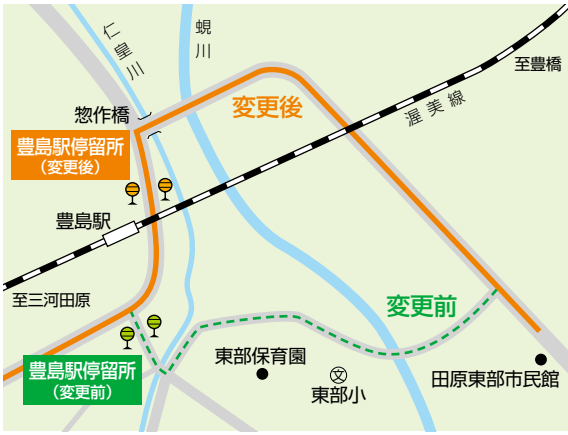 仁皇川
蜆川
至豊橋
惣作橋
変更後
渥美線
豊島駅停留所
（変更後）
豊島駅
至三河田原
変更前
豊島駅停留所
（変更前）
東部保育園
文
東部小
田原東部市民館